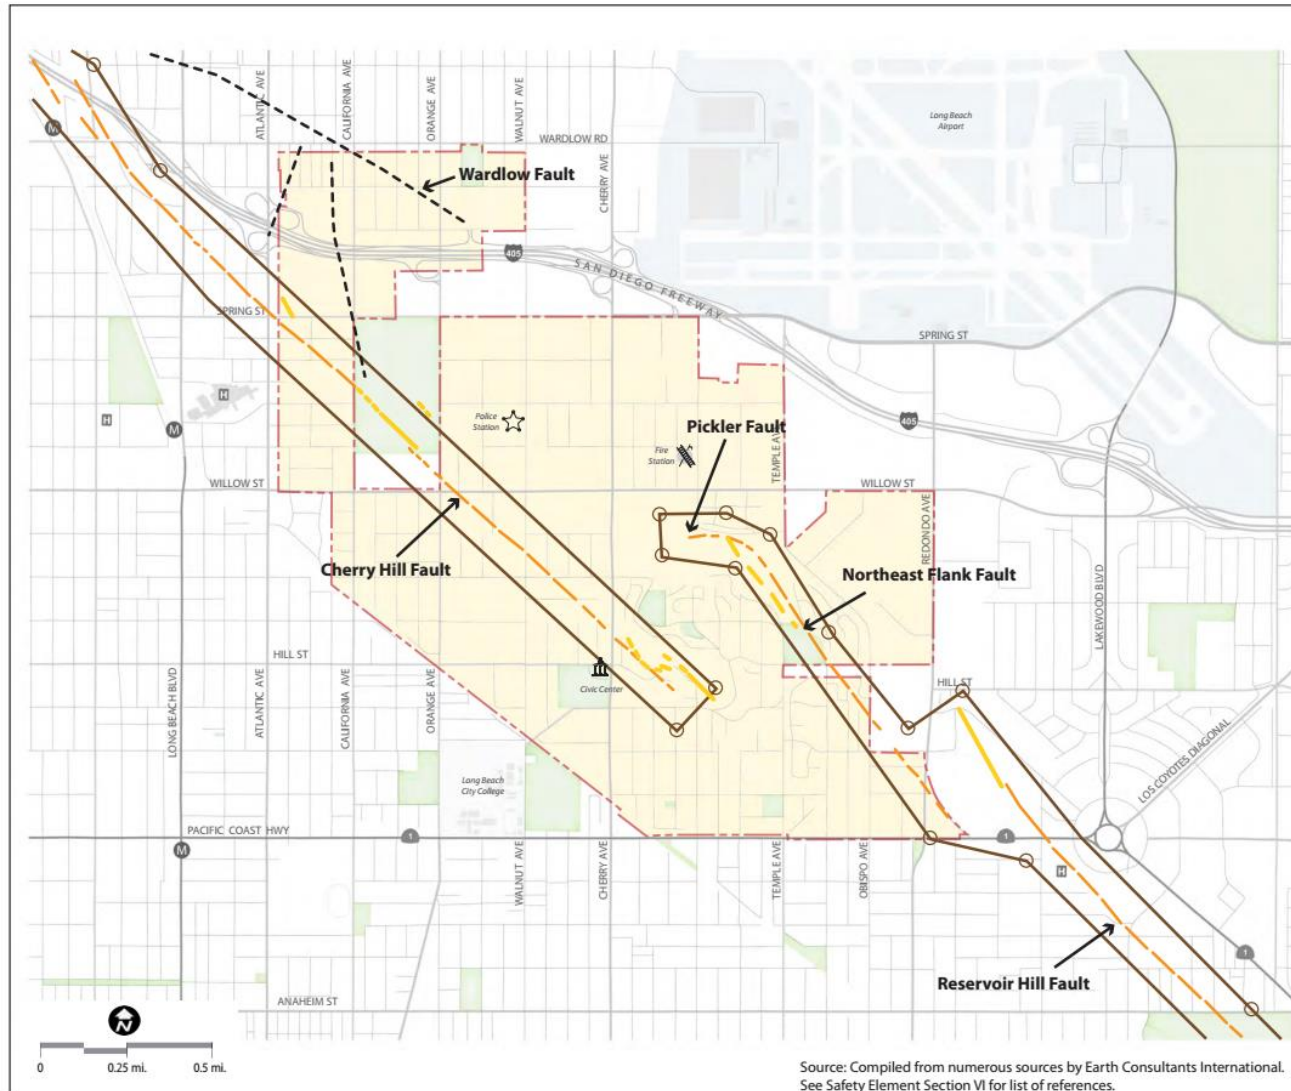 ATLANTIC AVE
CALIFORNIA AVE
ORANGE AVE
WALNUT AVE
CHERRY AVE
Long Beach
Airport
M
WARDLOW RD
Wardlow Fault
405
SAN DIEGO FREEWAY
SPRING ST
SPRING ST
H
H
M
Police
Station
Pickler Fault
405
Fire
Station
TEMPLE AVE
WILLOW ST
WILLOW ST
REDONDO AVE
Cherry Hill Fault
Northeast Flank Fault
LAKEWOOD BLVD
HILL ST
Civic Center
HILL ST
LONG BEACH BLVD
ATLANTIC AVE
CALIFORNIA AVE
ORANGE AVE
LOS COYOTES DIAGONAL
Long Beach
City College
PACIFIC COAST HWY
1
1
M
WALNUT AVE
CHERRY AVE
TEMPLE AVE
OBISPO AVE
H
1
Reservoir Hill Fault
ANAHEIM ST
N
0
0.25 mi.
0.5 mi.
Source: Compiled from numerous sources by Earth Consultants International.
See Safety Element Section VI for list of references.